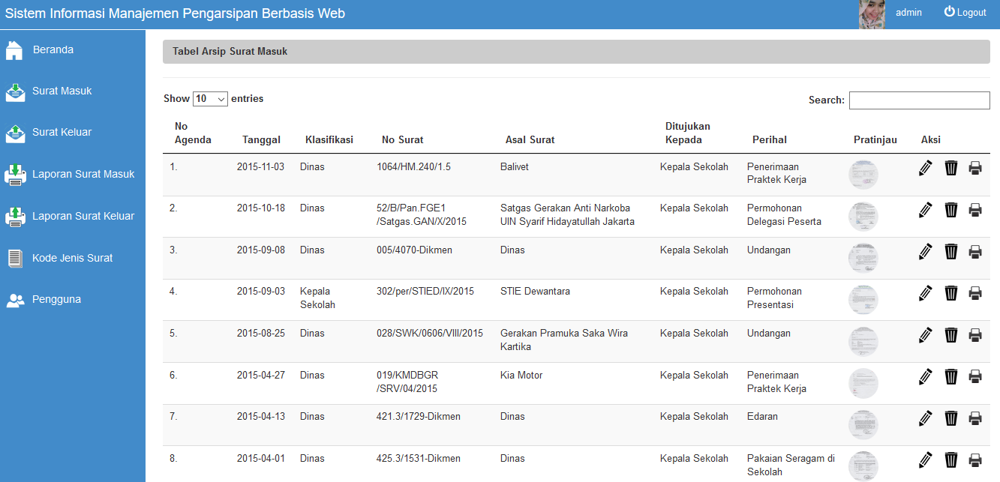 Sistem Informasi Manajemen Pengarsipan Berbasis Web
admin
Logout
Beranda
Surat Masuk
Surat Keluar
Laporan Surat Masuk
Laporan Surat Keluar
Kode Jenis Surat
Pengguna
Tabel Arsip Surat Masuk
Show 10 entries
Search:
No Agenda Tanggal Klasifikasi No Surat Asal Surat Ditujukan Kepada Perihal Pratinjau Aksi
1. 2015-11-03 Dinas 1064/HM.240/1.5 Balivet Kepala Sekolah Penerimaan
Praktek Kerja
2. 2015-10-18 Dinas 52/B/Pan.FGE1 Satgas Gerakan Anti Narkoba Kepala Sekolah Permohonan
/Satgas.GAN/X/2015 UIN Syarif Hidayatullah Jakarta Delegasi Peserta
3. 2015-09-08 Dinas 005/4070-Dikmen Dinas Kepala Sekolah Undangan
4. 2015-09-03 Kepala 302/per/STIED/IX/2015 STIE Dewantara Kepala Sekolah Permohonan
Sekolah Presentasi
5. 2015-08-25 Dinas 028/SWK/0606/VIII/2015 Gerakan Pramuka Saka Wira Kepala Sekolah Undangan
Kartika
6. 2015-04-27 Dinas 019/KMDBGR Kia Motor Kepala Sekolah Penerimaan
/SRV/04/2015 Praktek Kerja
7. 2015-04-13 Dinas 421.3/1729-Dikmen Dinas Kepala Sekolah Edaran
8. 2015-04-01 Dinas 425.3/1531-Dikmen Dinas Kepala Sekolah Pakaian Seragam di
Sekolah